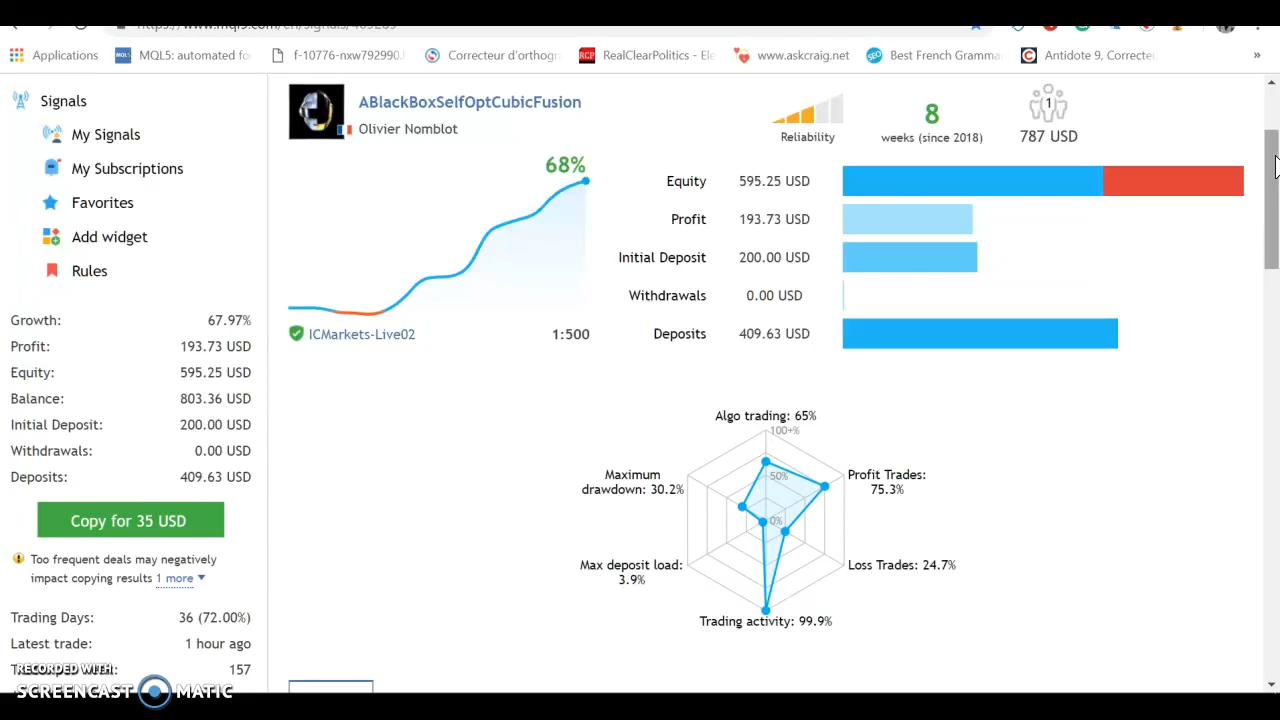 Applications
MQL5: automated fo
f-10776-nxw792990.
Correcteur d'orthogr
RCP
RealClearPolitics - Ele
www.askcraig.net
SEO
Best French Gramma
Antidote 9, Correcte
»
Signals
My Signals
My Subscriptions
Favorites
Add widget
Rules
Growth: 67.97%
Profit: 193.73 USD
Equity: 595.25 USD
Balance: 803.36 USD
Initial Deposit: 200.00 USD
Withdrawals: 0.00 USD
Deposits: 409.63 USD
Copy for 35 USD
Too frequent deals may negatively
impact copying results 1 more
Trading Days: 36 (72.00%)
Latest trade: 1 hour ago
157
RECORDED WITH
SCREENCAST MATIC
ABlackBoxSelfOptCubicFusion
Olivier Nomblot
68%
ICMarkets-Live02 1:500
Reliability
8
weeks (since 2018)
1
787 USD
Equity 595.25 USD
Profit 193.73 USD
Initial Deposit 200.00 USD
Withdrawals 0.00 USD
Deposits 409.63 USD
Algo trading: 65%
100+%
50%
0%
Profit Trades:
75.3%
Maximum
drawdown: 30.2%
Max deposit load:
3.9%
Loss Trades: 24.7%
Trading activity: 99.9%